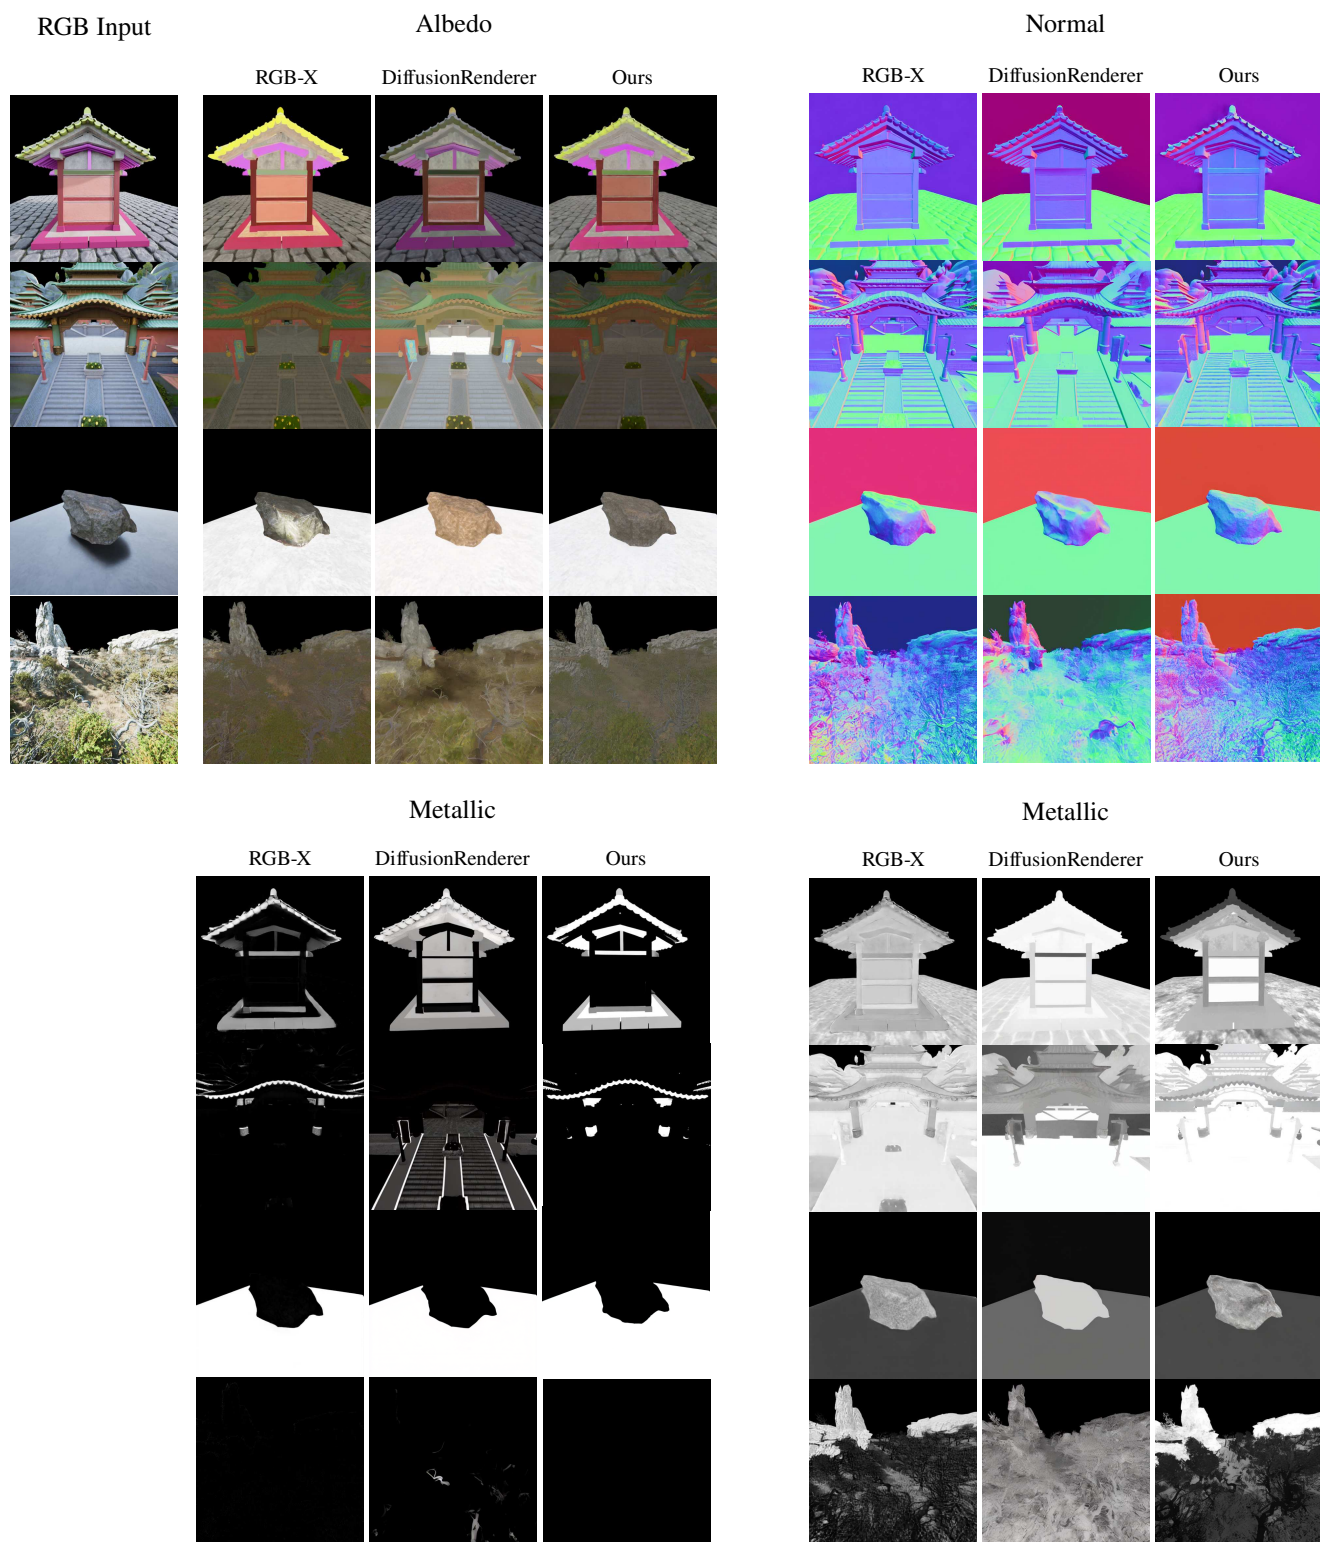 RGB Input
Albedo
Normal
RGB-X DiffusionRenderer Ours
RGB-X DiffusionRenderer Ours
Metallic
Metallic
RGB-X DiffusionRenderer Ours
RGB-X DiffusionRenderer Ours